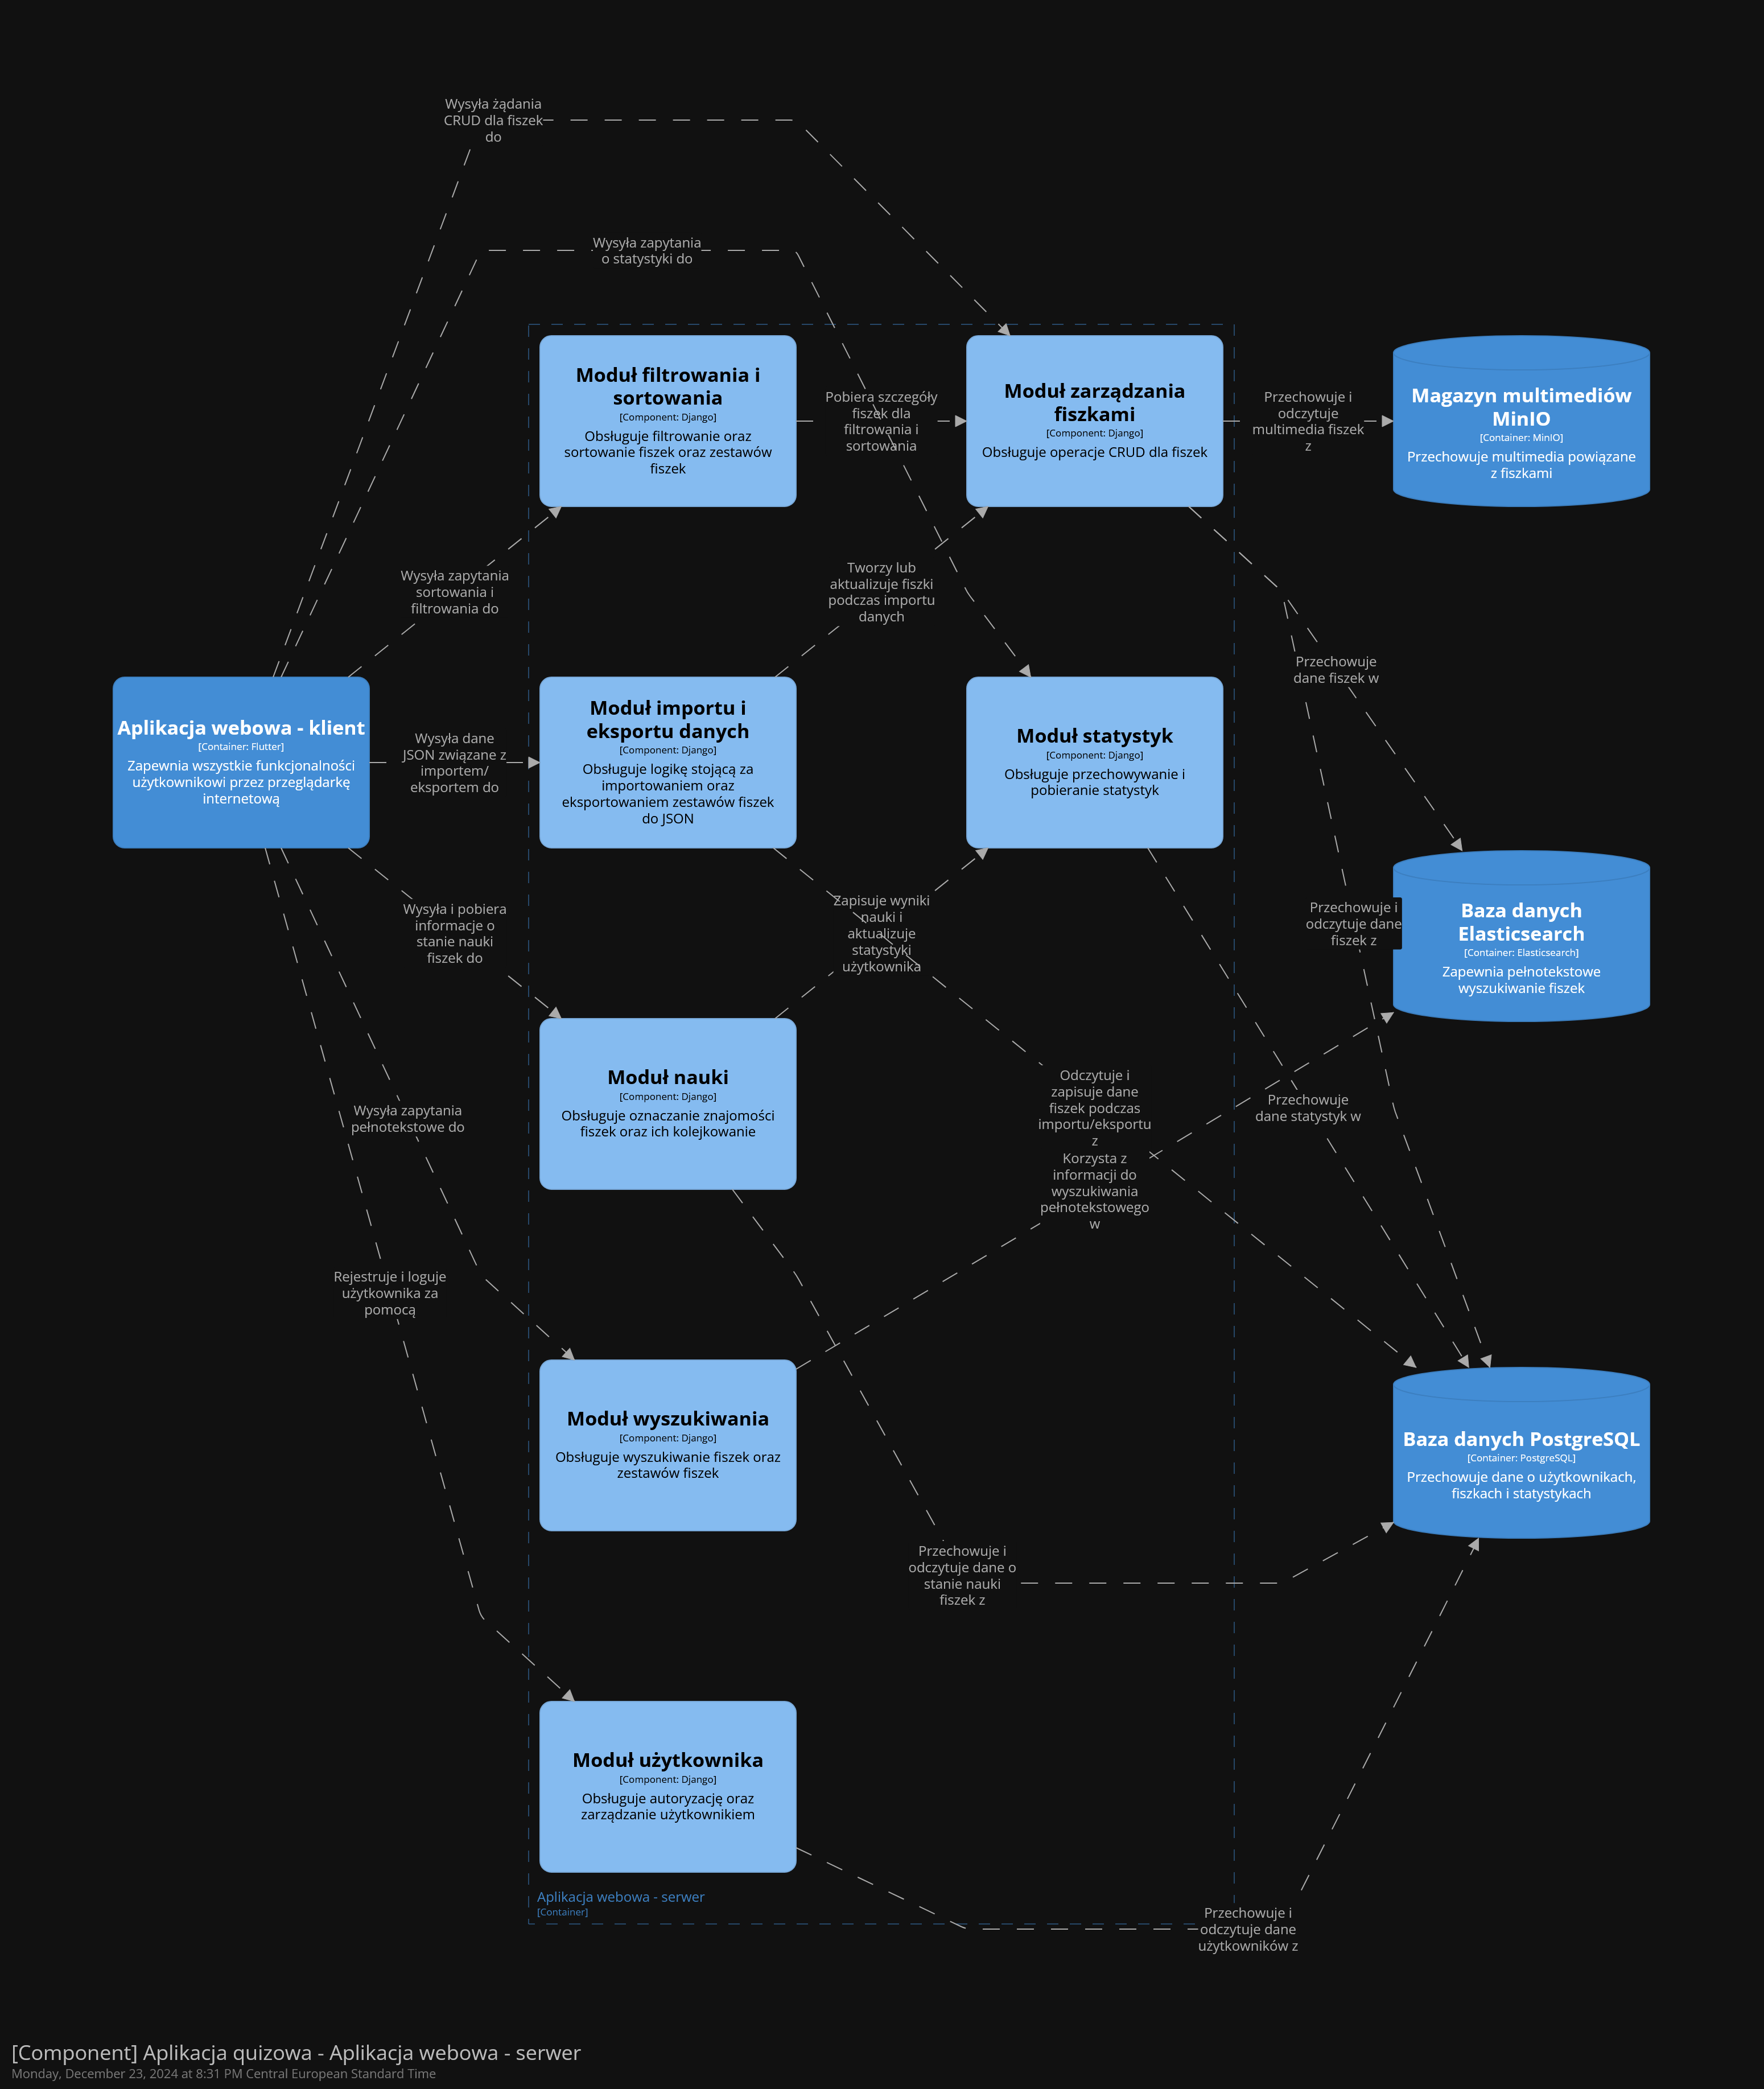 Wysyła żądania
CRUD dla fiszek
do
Wysyła zapytania
o statystyki do
Moduł filtrowania i
sortowania
[Component: Django]
Obsługuje filtrowanie oraz
sortowanie fiszek oraz zestawów
fiszek
Pobiera szczegóły
fiszek dla
filtrowania i
sortowania
Moduł zarządzania
fiszkami
[Component: Django]
Obsługuje operacje CRUD dla fiszek
Przechowuje i
odczytuje
multimedia fiszek
z
Magazyn multimediów
MinIO
[Container: MinIO]
Przechowuje multimedia powiązane
z fiszkami
Wysyła zapytania
sortowania i
filtrowania do
Tworzy lub
aktualizuje fiszki
podczas importu
danych
Przechowuje
dane fiszek w
Aplikacja webowa - klient
[Container: Flutter]
Zapewnia wszystkie funkcjonalności
użytkownikowi przez przeglądarkę
internetową
Wysyła dane
JSON związane z
importem/
eksportem do
Moduł importu i
eksportu danych
[Component: Django]
Obsługuje logikę stojącą za
importowaniem oraz
eksportowaniem zestawów fiszek
do JSON
Moduł statystyk
[Component: Django]
Obsługuje przechowywanie i
pobieranie statystyk
Wysyła i pobiera
informacje o
stanie nauki
fiszek do
Zapisuje wyniki
nauki i
aktualizuje
statystyki
użytkownika
Przechowuje i
odczytuje dane
fiszek z
Baza danych
Elasticsearch
[Container: Elasticsearch]
Zapewnia pełnotekstowe
wyszukiwanie fiszek
Moduł nauki
[Component: Django]
Obsługuje oznaczanie znajomości
fiszek oraz ich kolejkowanie
Odczytuje i
zapisuje dane
fiszek podczas
importu/eksportu
z
Przechowuje
dane statystyk w
Wysyła zapytania
pełnotekstowe do
Korzysta z
informacji do
wyszukiwania
pełnotekstowego
w
Rejestruje i loguje
użytkownika za
pomocą
Moduł wyszukiwania
[Component: Django]
Obsługuje wyszukiwanie fiszek oraz
zestawów fiszek
Baza danych PostgreSQL
[Container: PostgreSQL]
Przechowuje dane o użytkownikach,
fiszkach i statystykach
Przechowuje i
odczytuje dane o
stanie nauki
fiszek z
Moduł użytkownika
[Component: Django]
Obsługuje autoryzację oraz
zarządzanie użytkownikiem
Aplikacja webowa - serwer
[Container]
Przechowuje i
odczytuje dane
użytkowników z
[Component] Aplikacja quizowa - Aplikacja webowa - serwer
Monday, December 23, 2024 at 8:31 PM Central European Standard Time